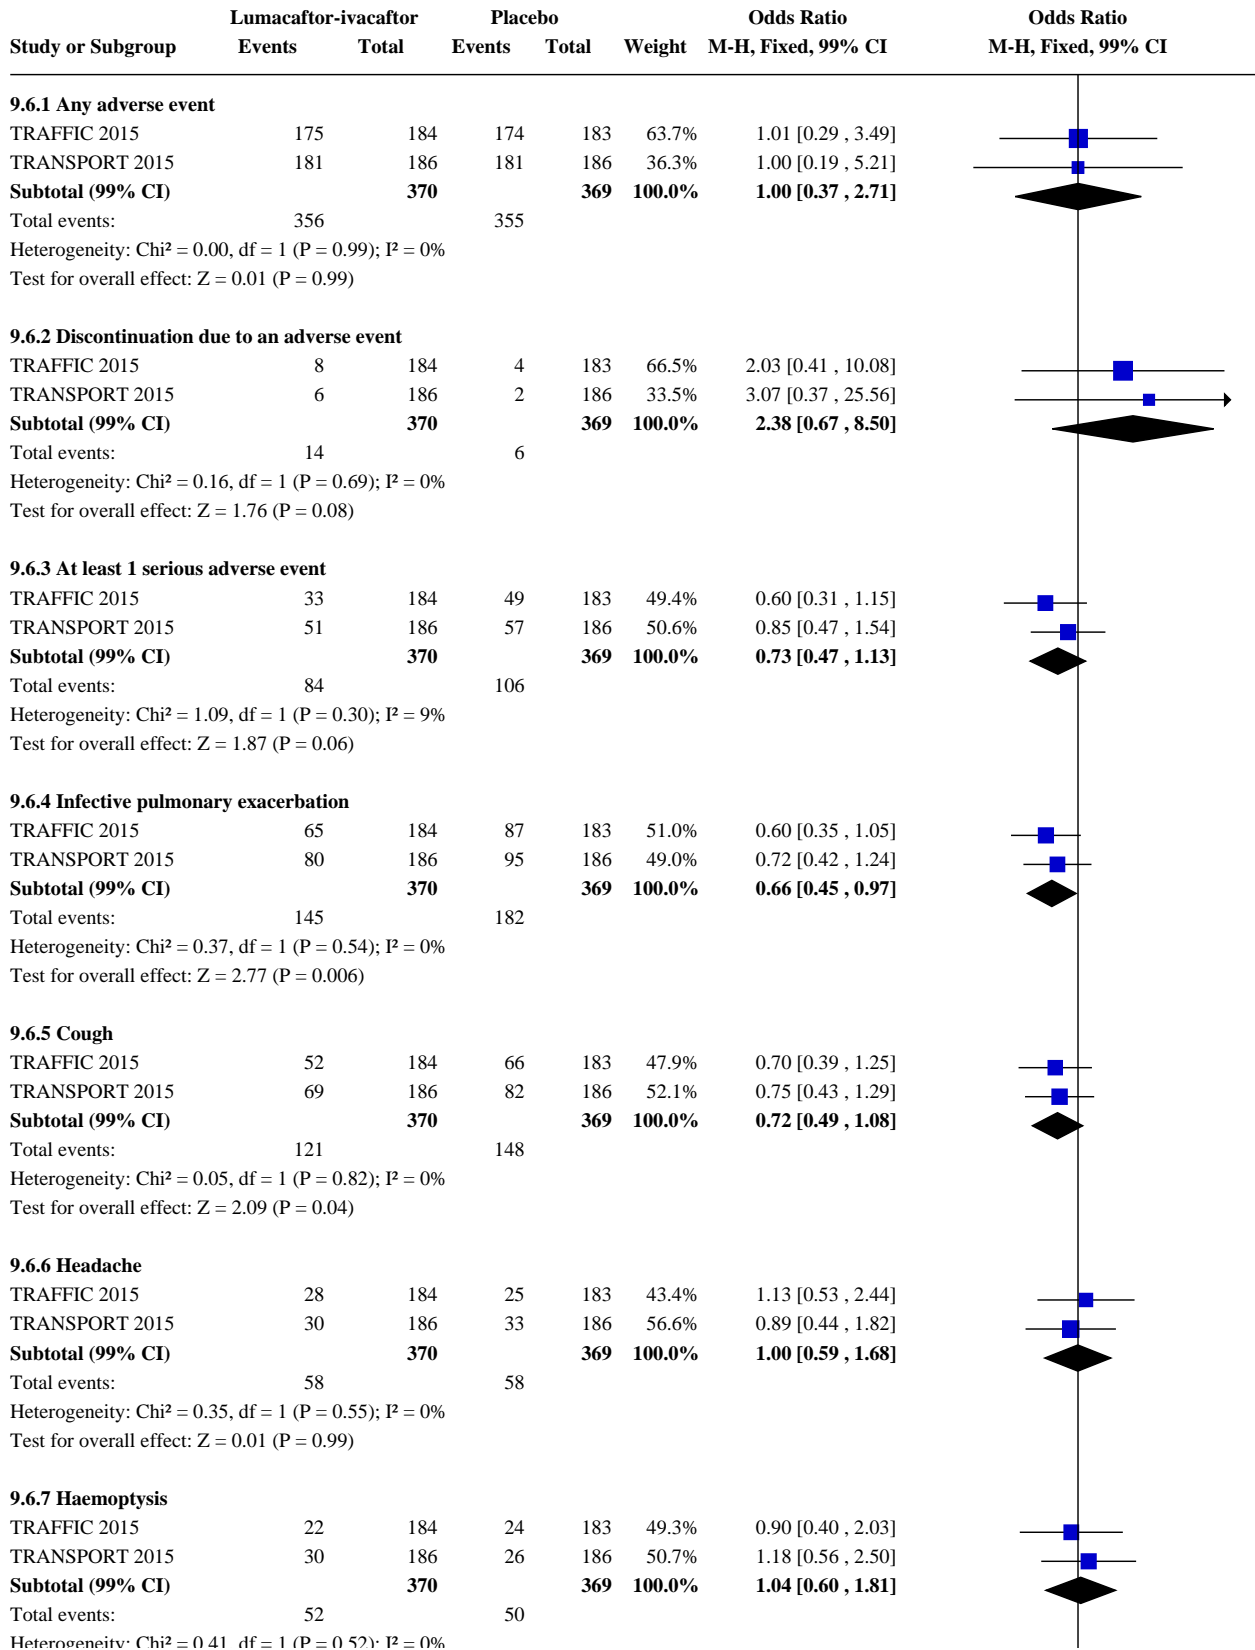 Lumacaftor-ivacaftor Placebo Odds Ratio Odds Ratio
Study or Subgroup Events Total Events Total Weight M-H, Fixed, 99% CI M-H, Fixed, 99% CI
9.6.1 Any adverse event
TRAFFIC 2015 175 184 174 183 63.7% 1.01 [0.29 , 3.49]
TRANSPORT 2015 181 186 181 186 36.3% 1.00 [0.19 , 5.21]
Subtotal (99% CI) 370 369 100.0% 1.00 [0.37 , 2.71]
Total events: 356 355
Heterogeneity: Chi² = 0.00, df = 1 (P = 0.99); I² = 0%
Test for overall effect: Z = 0.01 (P = 0.99)
9.6.2 Discontinuation due to an adverse event
TRAFFIC 2015 8 184 4 183 66.5% 2.03 [0.41 , 10.08]
TRANSPORT 2015 6 186 2 186 33.5% 3.07 [0.37 , 25.56]
Subtotal (99% CI) 370 369 100.0% 2.38 [0.67 , 8.50]
Total events: 14 6
Heterogeneity: Chi² = 0.16, df = 1 (P = 0.69); I² = 0%
Test for overall effect: Z = 1.76 (P = 0.08)
9.6.3 At least 1 serious adverse event
TRAFFIC 2015 33 184 49 183 49.4% 0.60 [0.31 , 1.15]
TRANSPORT 2015 51 186 57 186 50.6% 0.85 [0.47 , 1.54]
Subtotal (99% CI) 370 369 100.0% 0.73 [0.47 , 1.13]
Total events: 84 106
Heterogeneity: Chi² = 1.09, df = 1 (P = 0.30); I² = 9%
Test for overall effect: Z = 1.87 (P = 0.06)
9.6.4 Infective pulmonary exacerbation
TRAFFIC 2015 65 184 87 183 51.0% 0.60 [0.35 , 1.05]
TRANSPORT 2015 80 186 95 186 49.0% 0.72 [0.42 , 1.24]
Subtotal (99% CI) 370 369 100.0% 0.66 [0.45 , 0.97]
Total events: 145 182
Heterogeneity: Chi² = 0.37, df = 1 (P = 0.54); I² = 0%
Test for overall effect: Z = 2.77 (P = 0.006)
9.6.5 Cough
TRAFFIC 2015 52 184 66 183 47.9% 0.70 [0.39 , 1.25]
TRANSPORT 2015 69 186 82 186 52.1% 0.75 [0.43 , 1.29]
Subtotal (99% CI) 370 369 100.0% 0.72 [0.49 , 1.08]
Total events: 121 148
Heterogeneity: Chi² = 0.05, df = 1 (P = 0.82); I² = 0%
Test for overall effect: Z = 2.09 (P = 0.04)
9.6.6 Headache
TRAFFIC 2015 28 184 25 183 43.4% 1.13 [0.53 , 2.44]
TRANSPORT 2015 30 186 33 186 56.6% 0.89 [0.44 , 1.82]
Subtotal (99% CI) 370 369 100.0% 1.00 [0.59 , 1.68]
Total events: 58 58
Heterogeneity: Chi² = 0.35, df = 1 (P = 0.55); I² = 0%
Test for overall effect: Z = 0.01 (P = 0.99)
9.6.7 Haemoptysis
TRAFFIC 2015 22 184 24 183 49.3% 0.90 [0.40 , 2.03]
TRANSPORT 2015 30 186 26 186 50.7% 1.18 [0.56 , 2.50]
Subtotal (99% CI) 370 369 100.0% 1.04 [0.60 , 1.81]
Total events: 52 50
Heterogeneity: Chi² = 0.41, df = 1 (P = 0.52); I² = 0%